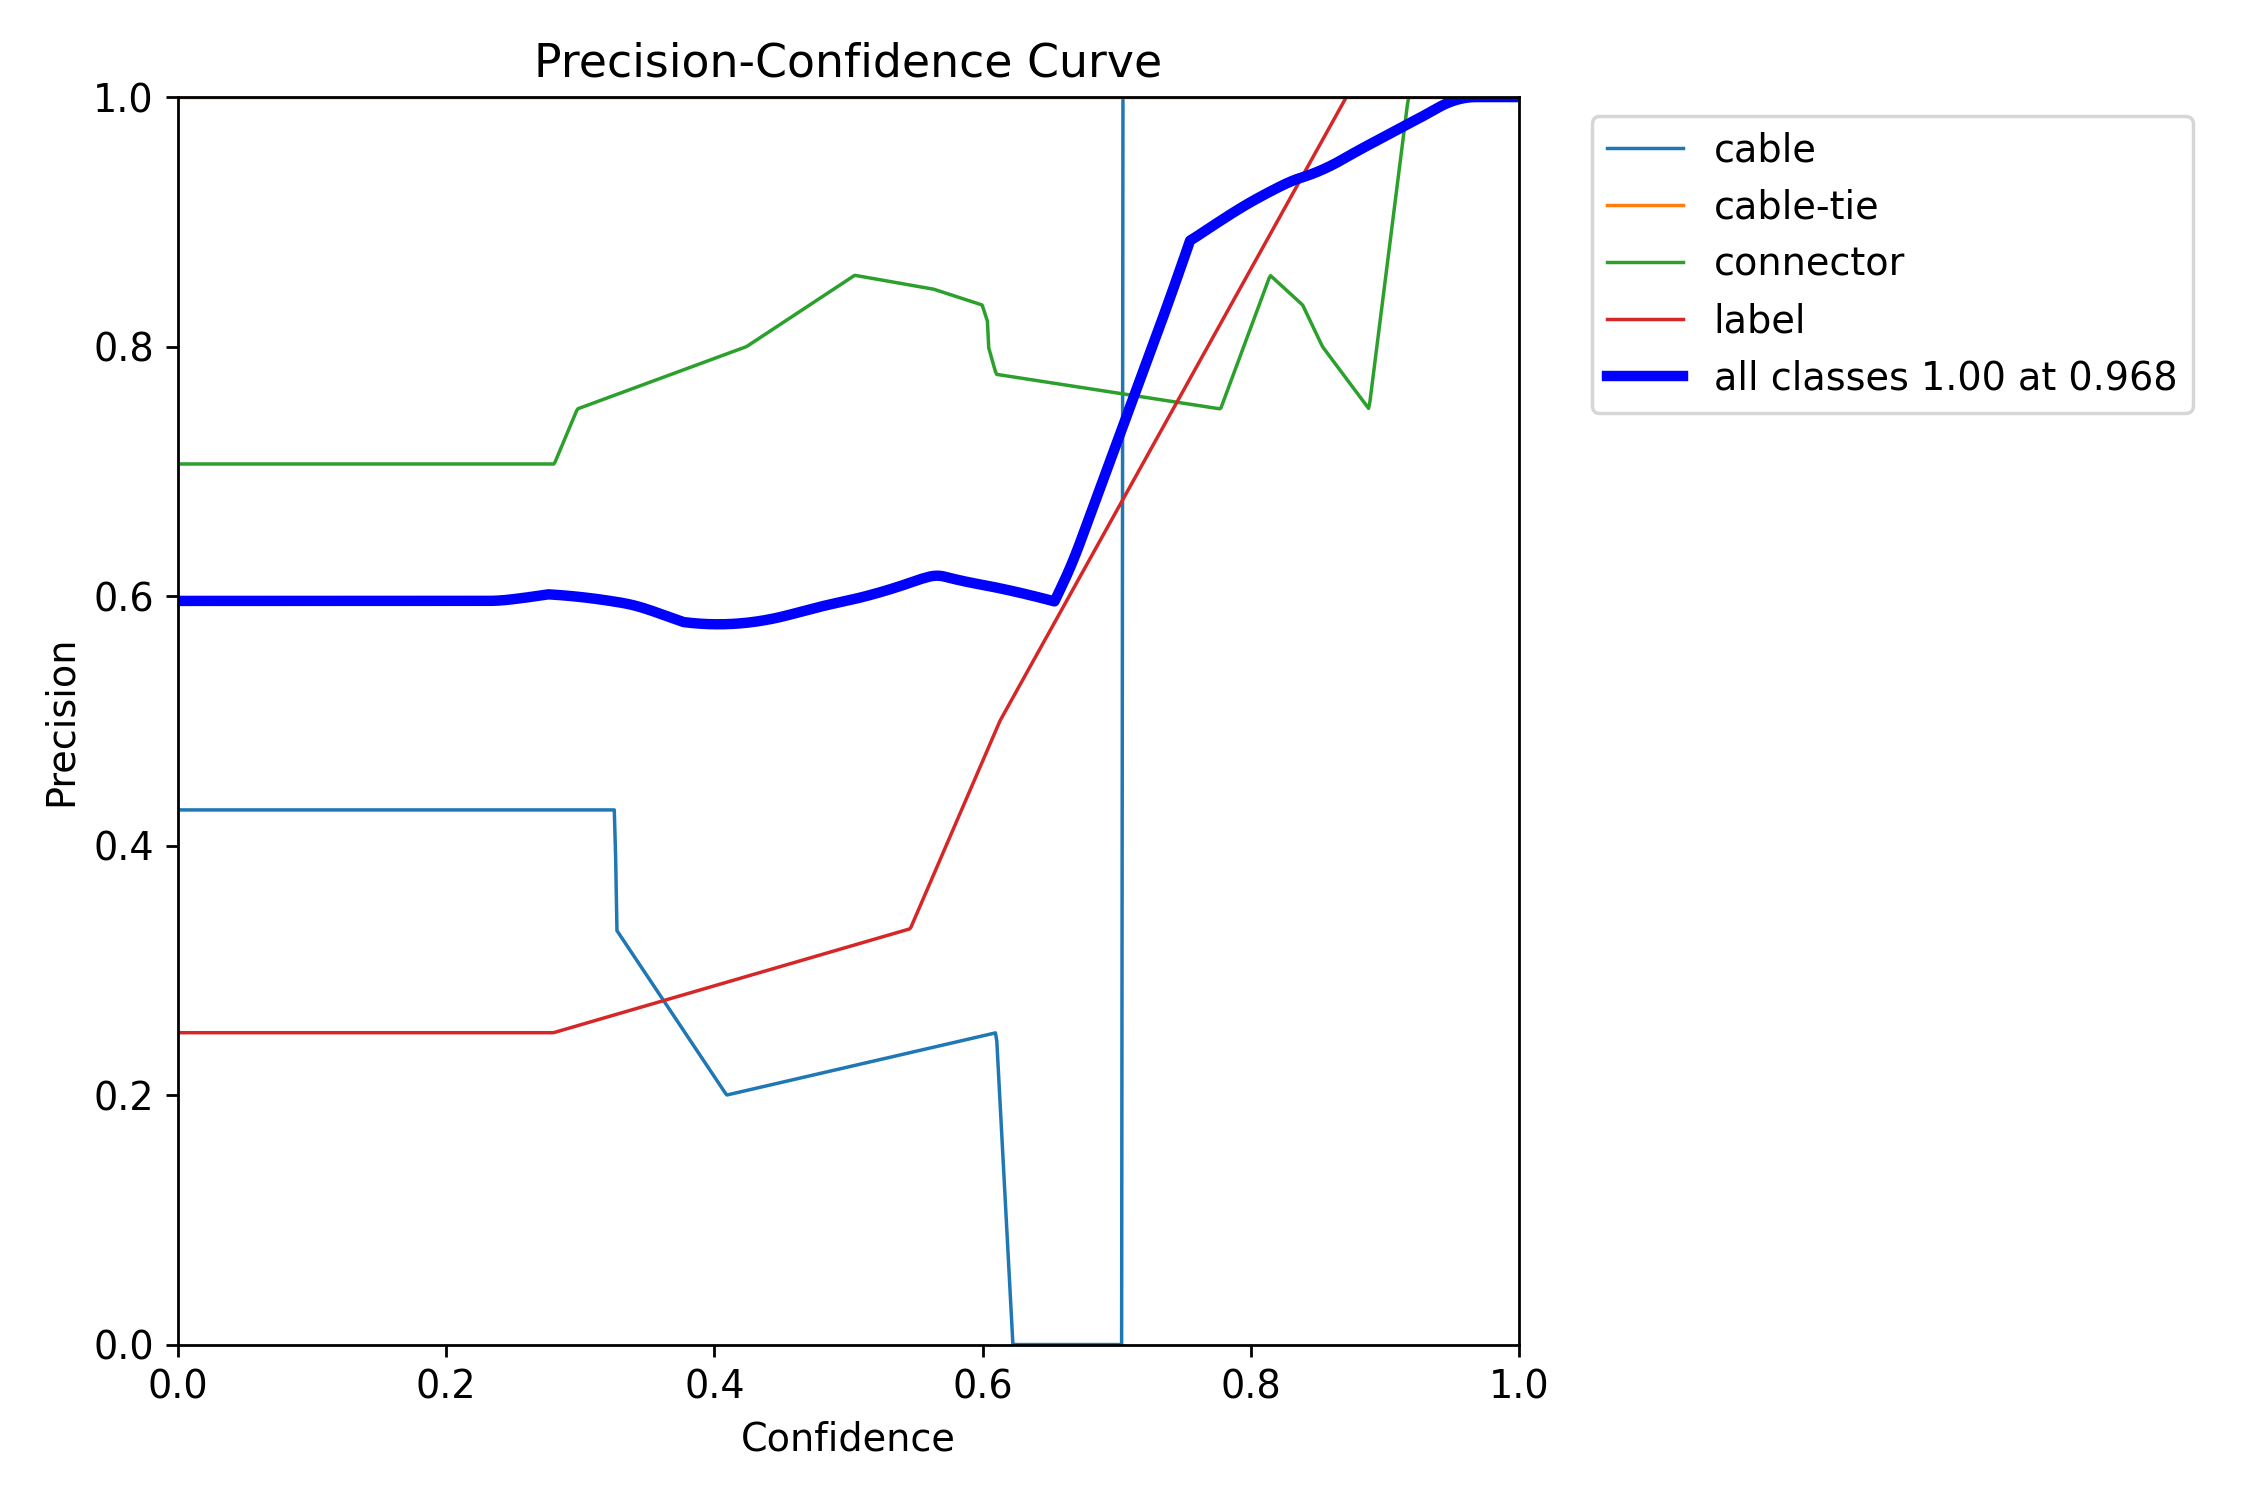 Precision-Confidence Curve
1.0
0.8
0.6
0.4
0.2
0.0
Precision
0.0 0.2 0.4 0.6 0.8 1.0
Confidence
cable
cable-tie
connector
label
all classes 1.00 at 0.968